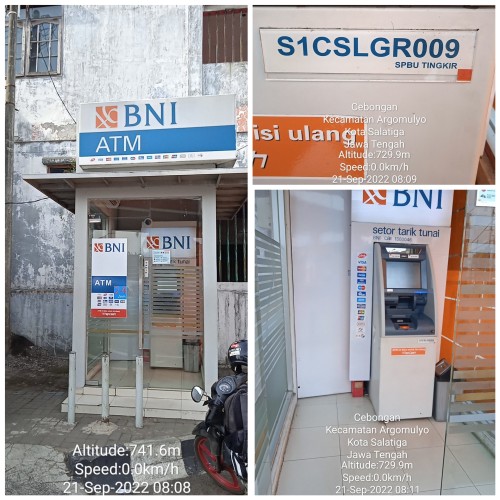 BNI
ATM
BNI
ATM
BNI
Altitude:741.6m
Speed:0.0km/h
21-Sep-2022 08:08
S1CSLGR009
SPBU TINGKIR
isi ulang
Cebongan
Kecamatan Argomulyo
Kota Salatiga
Jawa Tengah
Altitude:729.9m
Speed:0.0km/h
21-Sep-2022 08:09
BNI
setor tarik tunai
VISA
Cebongan
Kecamatan Argomulyo
Kota Salatiga
Jawa Tengah
Altitude:729.9m
Speed:0.0km/h
21-Sep-2022 08:11